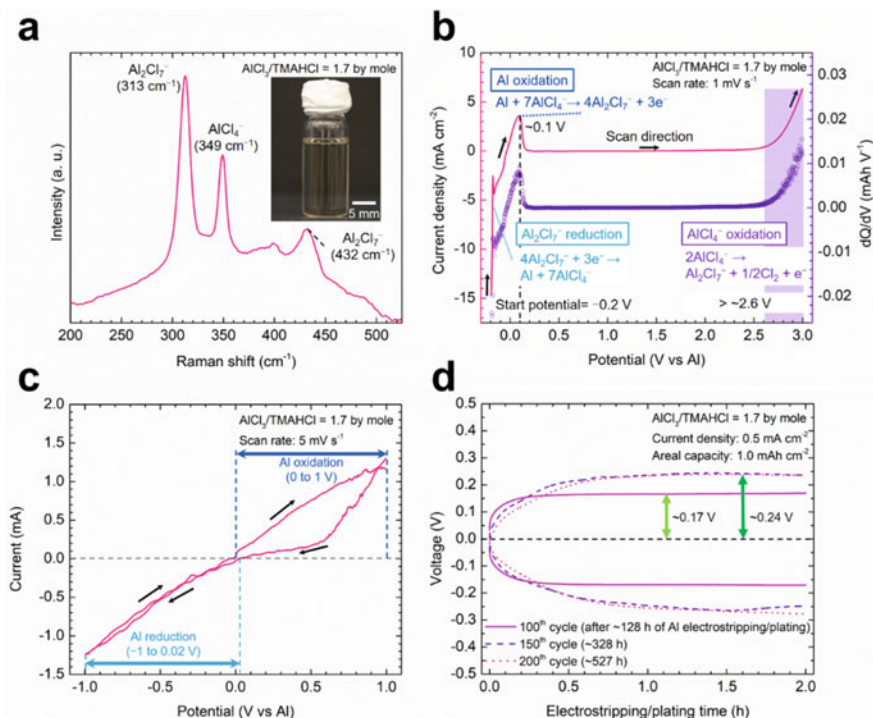 a
Al₂Cl₇⁻
(313 cm⁻¹)
AlCl₄⁻
(349 cm⁻¹)
AlCl₃/TMAHCl = 1.7 by mole
5 mm
Al₂Cl₇⁻
(432 cm⁻¹)
Intensity (a. u.)
200 250 300 350 400 450 500
Raman shift (cm⁻¹)
b
AlCl₃/TMAHCl = 1.7 by mole
Scan rate: 1 mV s⁻¹
Al oxidation
Al + 7AlCl₄⁻→ 4Al₂Cl₇⁻ + 3e⁻
~0.1 V
Scan direction
Al₂Cl₇⁻ reduction
4Al₂Cl₇⁻ + 3e⁻→
Al + 7AlCl₄⁻
AlCl₄⁻ oxidation
2AlCl₄⁻ →
Al₂Cl₇⁻ + 1/2Cl₂ + e⁻
Start potential= −0.2 V
> ~2.6 V
Current density (mA cm⁻²)
10
5
0
-5
-10
-15
dQ/dV (mAh V⁻¹)
0.03
0.02
0.01
0.00
-0.01
-0.02
0.0 0.5 1.0 1.5 2.0 2.5 3.0
Potential (V vs Al)
c
AlCl₃/TMAHCl = 1.7 by mole
Scan rate: 5 mV s⁻¹
Al oxidation
(0 to 1 V)
Al reduction
(−1 to 0.02 V)
Current (mA)
2.0
1.5
1.0
0.5
0.0
-0.5
-1.0
-1.5
-1.0 -0.5 0.0 0.5 1.0
Potential (V vs Al)
d
AlCl₃/TMAHCl = 1.7 by mole
Current density: 0.5 mA cm⁻²
Areal capacity: 1.0 mAh cm⁻²
~0.17 V
~0.24 V
100ᵗʰ cycle (after ~128 h of Al electrostripping/plating)
150ᵗʰ cycle (~328 h)
200ᵗʰ cycle (~527 h)
Voltage (V)
0.5
0.4
0.3
0.2
0.1
0.0
-0.1
-0.2
-0.3
-0.4
-0.5
0.0 0.5 1.0 1.5 2.0
Electrostripping/plating time (h)